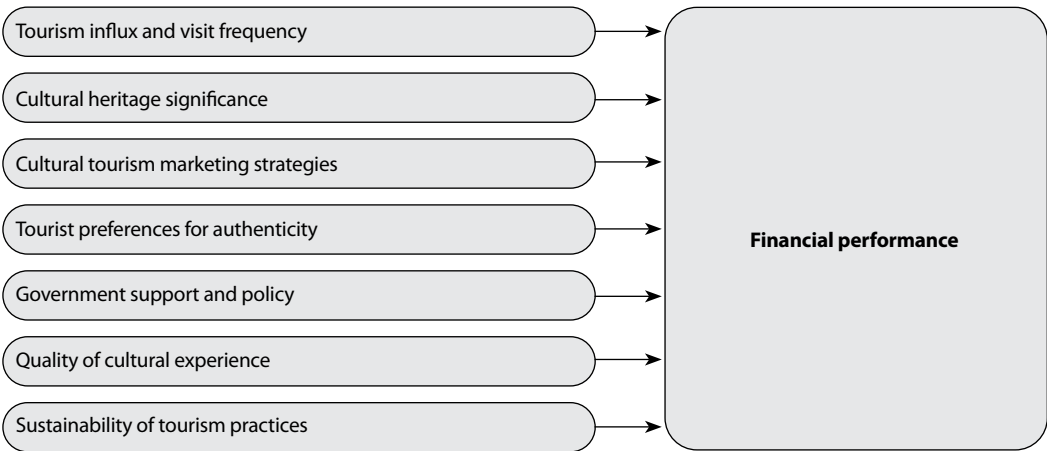 Tourism influx and visit frequency
Cultural heritage significance
Cultural tourism marketing strategies
Tourist preferences for authenticity
Government support and policy
Quality of cultural experience
Sustainability of tourism practices
Financial performance